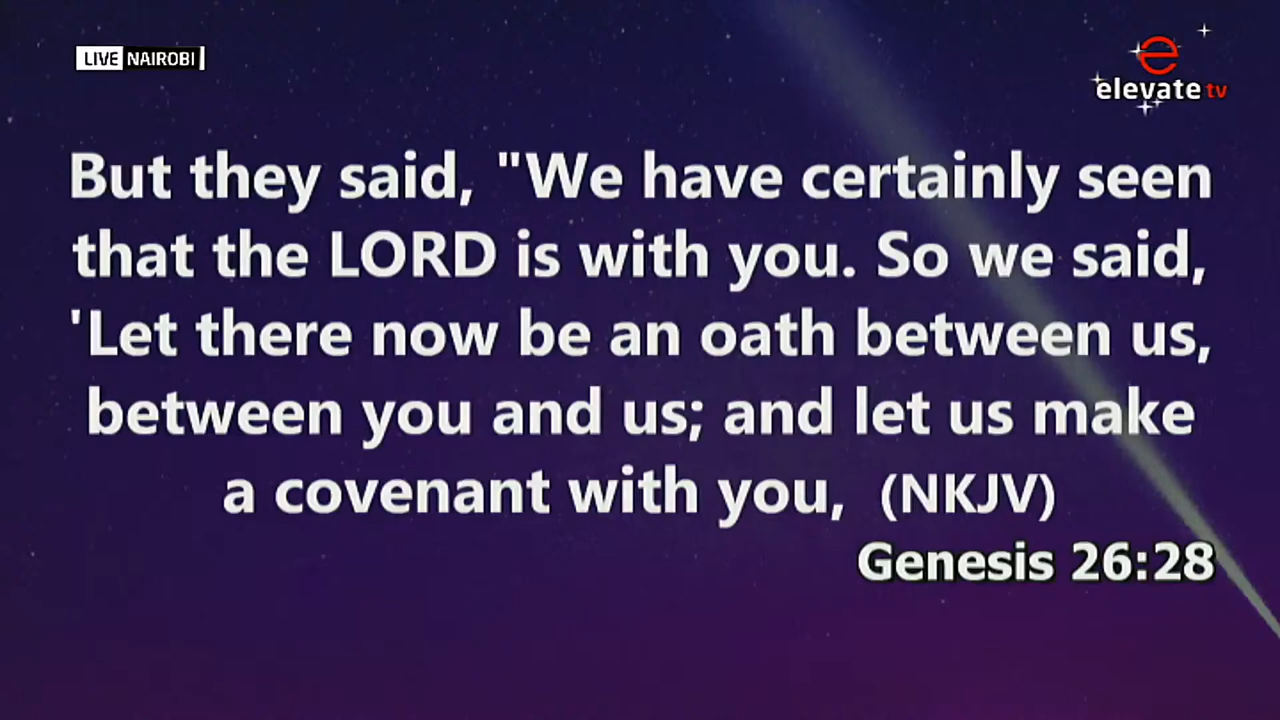 LIVE NAIROBI
elevate tv
But they said, "We have certainly seen
that the LORD is with you. So we said,
'Let there now be an oath between us,
between you and us; and let us make
a covenant with you, (NKJV)
Genesis 26:28